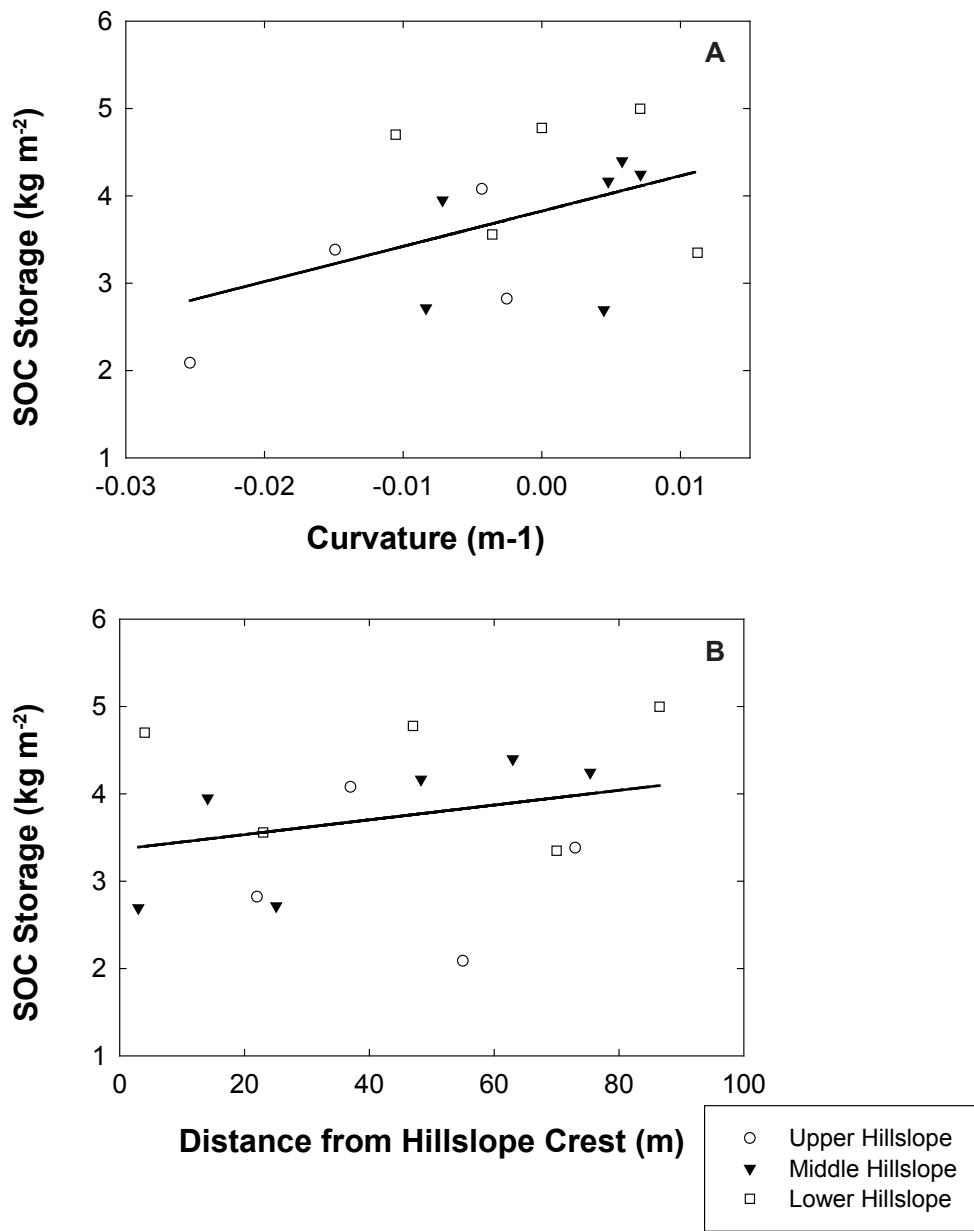 A
6
5
4
3
2
1
SOC Storage (kg m-2)
-0.03 -0.02 -0.01 0.00 0.01
Curvature (m-1)
B
6
5
4
3
2
1
SOC Storage (kg m-2)
0 20 40 60 80 100
Distance from Hillslope Crest (m)
Upper Hillslope
Middle Hillslope
Lower Hillslope